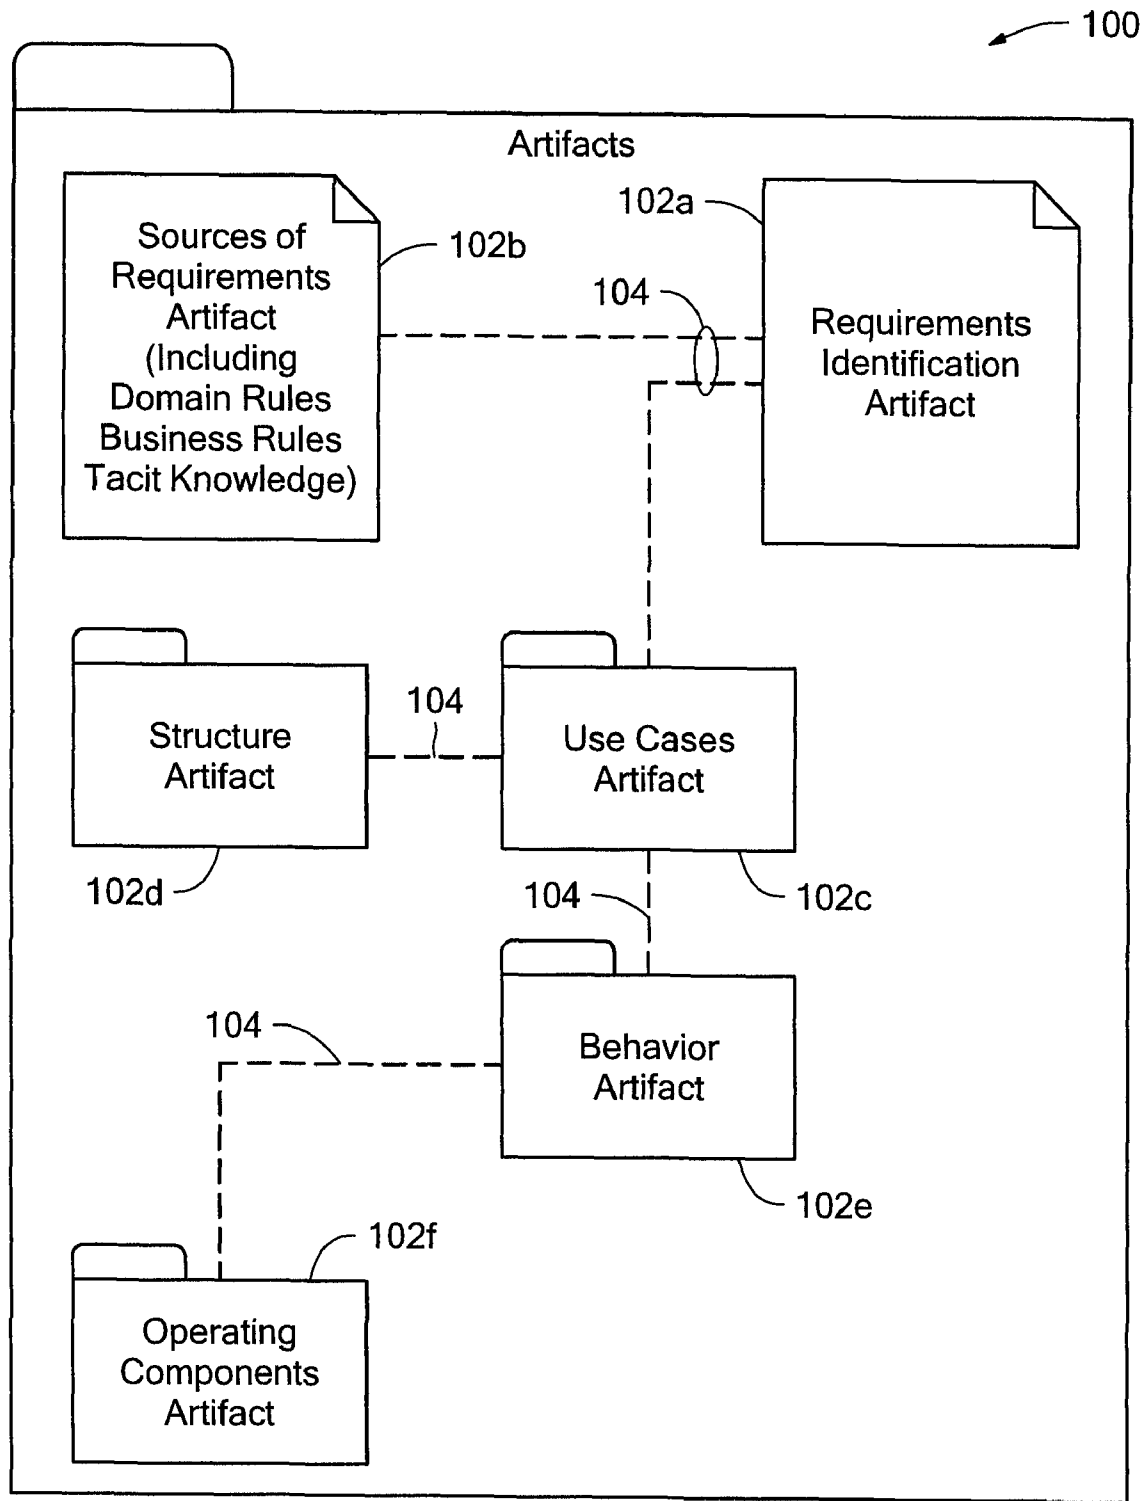 100
Artifacts
Sources of
Requirements
Artifact
(Including
Domain Rules
Business Rules
Tacit Knowledge)
102b
102a
104
Requirements
Identification
Artifact
Structure
Artifact
102d
104
Use Cases
Artifact
102c
104
Behavior
Artifact
102e
104
102f
Operating
Components
Artifact